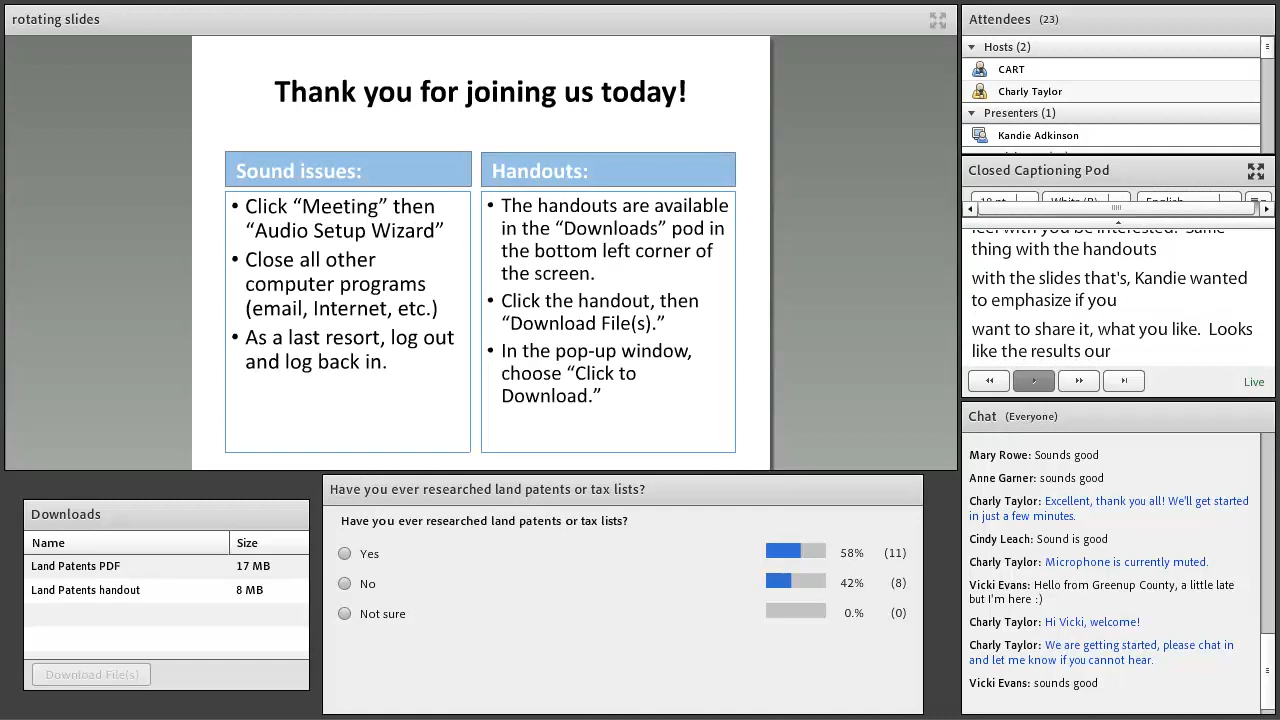 rotating slides
Thank you for joining us today!
Sound issues:
• Click “Meeting” then
“Audio Setup Wizard”
• Close all other
computer programs
(email, Internet, etc.)
• As a last resort, log out
and log back in.
Handouts:
• The handouts are available
in the “Downloads” pod in
the bottom left corner of
the screen.
• Click the handout, then
“Download File(s).”
• In the pop-up window,
choose “Click to
Download.”
Downloads
Name Size
Land Patents PDF 17 MB
Land Patents handout 8 MB
Download File(s)
Have you ever researched land patents or tax lists?
Have you ever researched land patents or tax lists?
Yes 58% (11)
No 42% (8)
Not sure 0.% (0)
Attendees (23)
Hosts (2)
CART
Charly Taylor
Presenters (1)
Kandie Adkinson
Closed Captioning Pod
English
feel with you be interested. Same
thing with the handouts
with the slides that's, Kandie wanted
to emphasize if you
want to share it, what you like. Looks
like the results our
Live
Chat (Everyone)
Mary Rowe: Sounds good
Anne Garner: sounds good
Charly Taylor: Excellent, thank you all! We'll get started
in just a few minutes.
Cindy Leach: Sound is good
Charly Taylor: Microphone is currently muted.
Vicki Evans: Hello from Greenup County, a little late
but I'm here :)
Charly Taylor: Hi Vicki, welcome!
Charly Taylor: We are getting started, please chat in
and let me know if you cannot hear.
Vicki Evans: sounds good